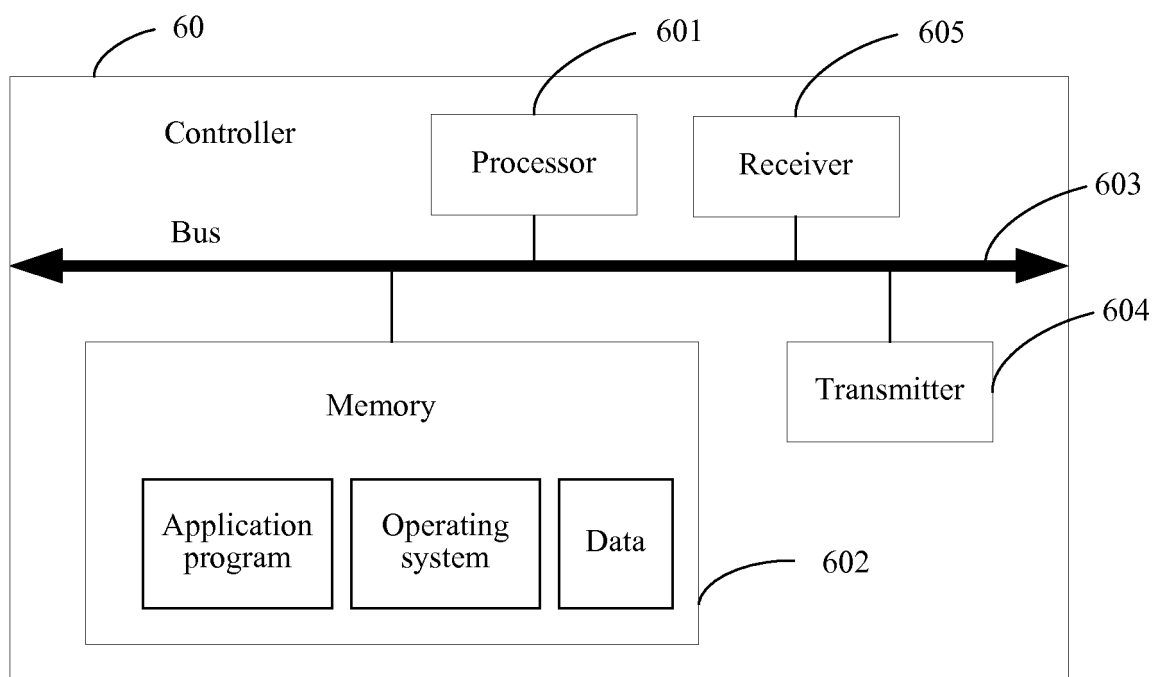 60
601
605
Controller
Processor
Receiver
603
Bus
604
Transmitter
Memory
Application
program
Operating
system
Data
602